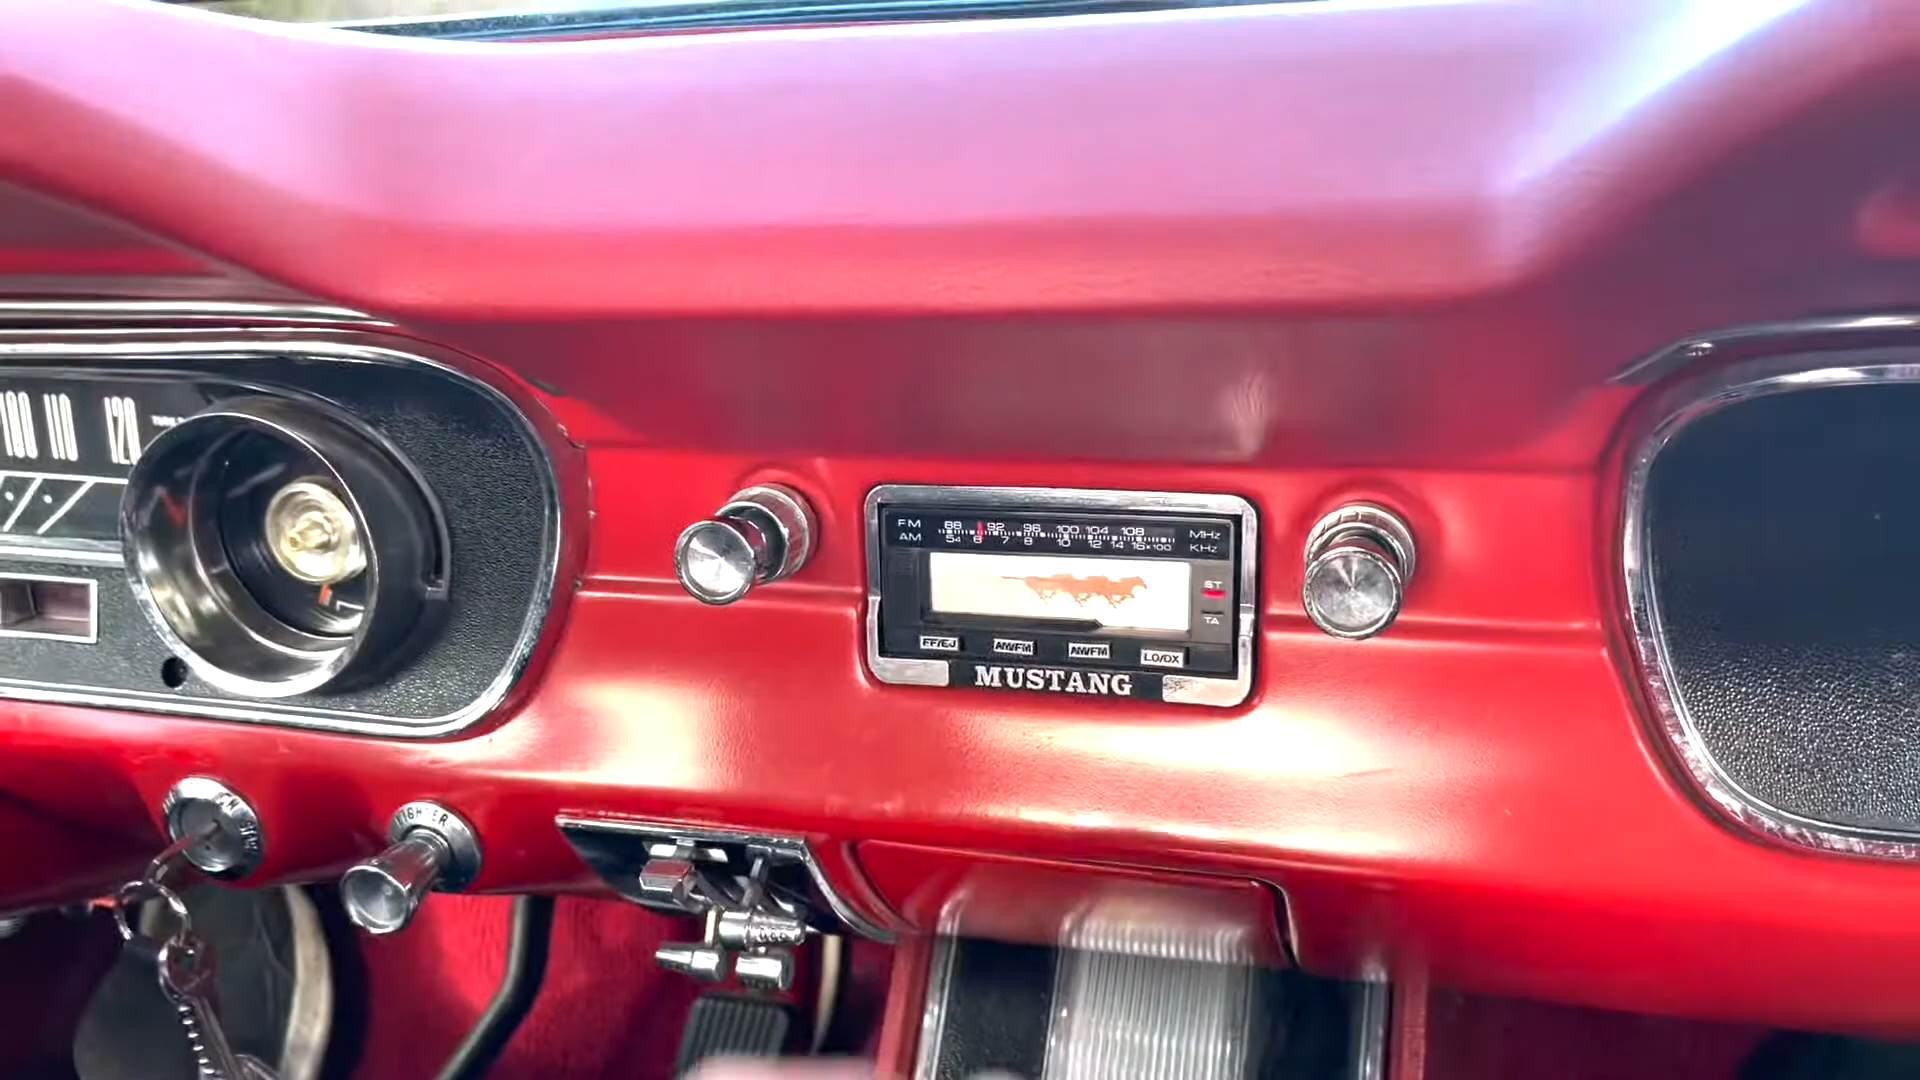 100 110 120
FM 88 92 96 100 104 108 MHz
AM 54 6 7 8 10 12 14 16×100 KHz
ST
TA
FF/EJ AM/FM AM/FM LO/DX
MUSTANG
LIGHTER